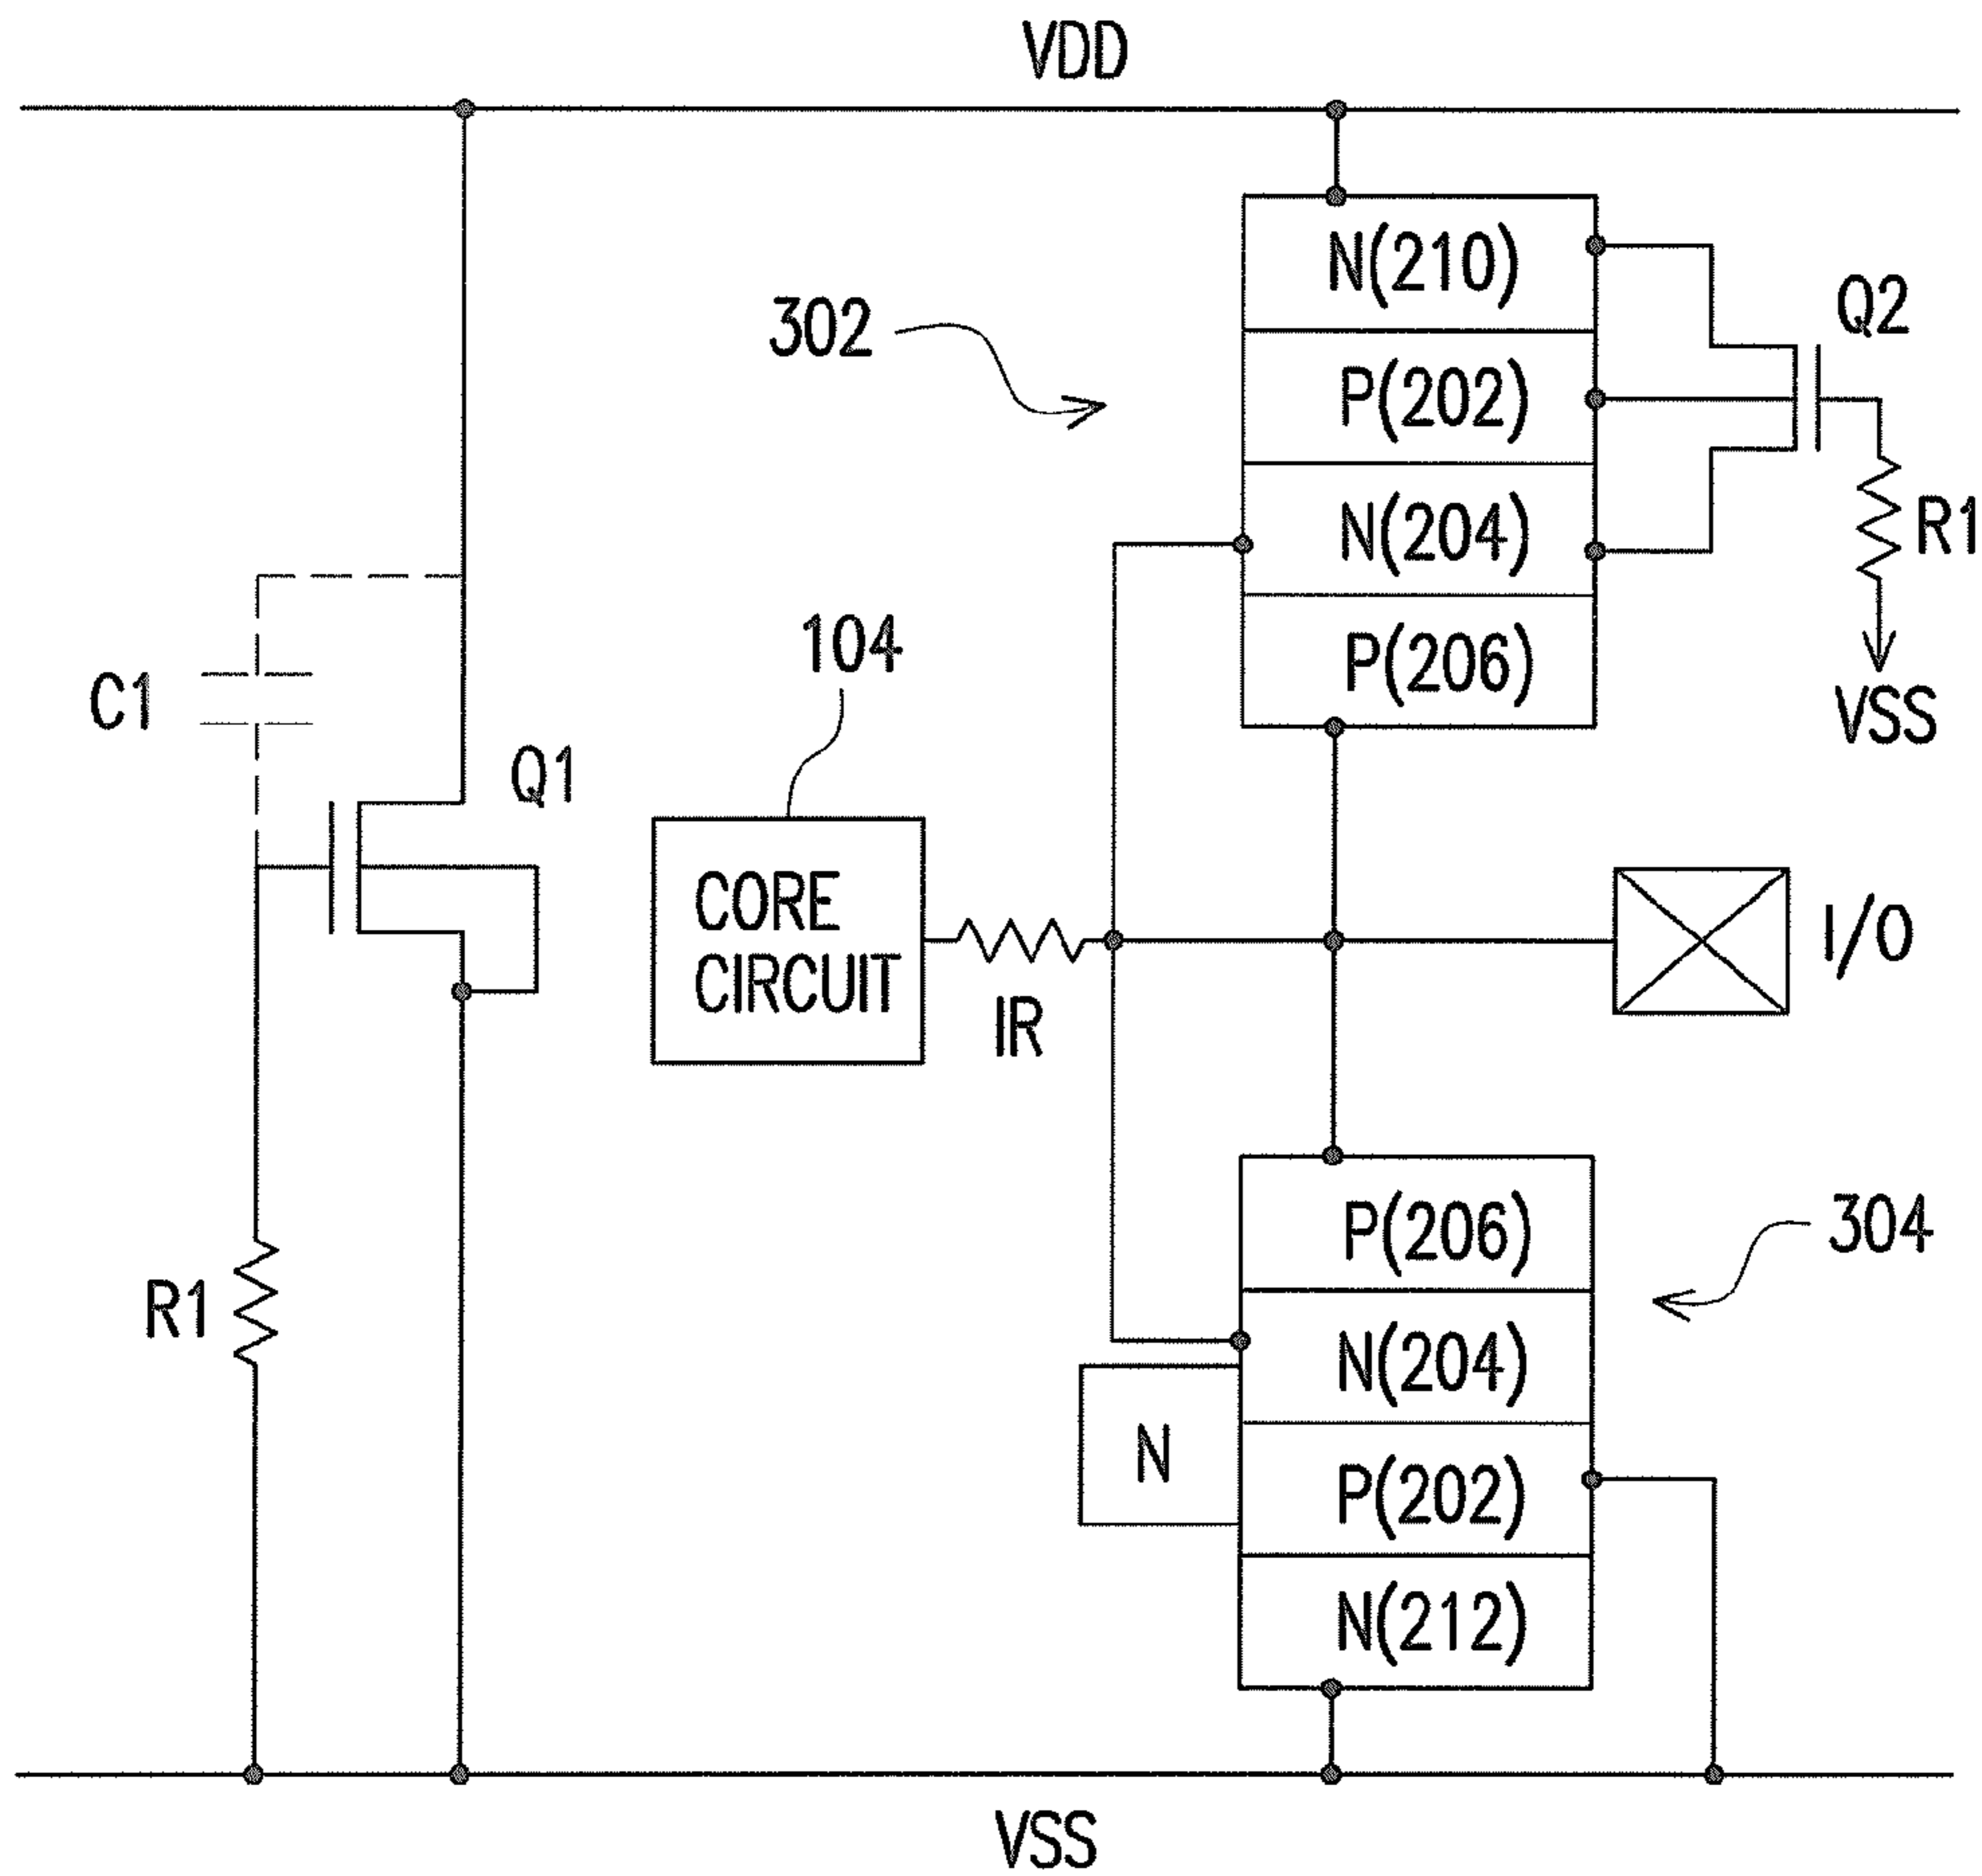 VDD
N(210)
302
Q2
P(202)
N(204)
R1
104
P(206)
C1
VSS
Q1
CORE
CIRCUIT
I/O
IR
P(206)
304
R1
N(204)
N
P(202)
N(212)
VSS